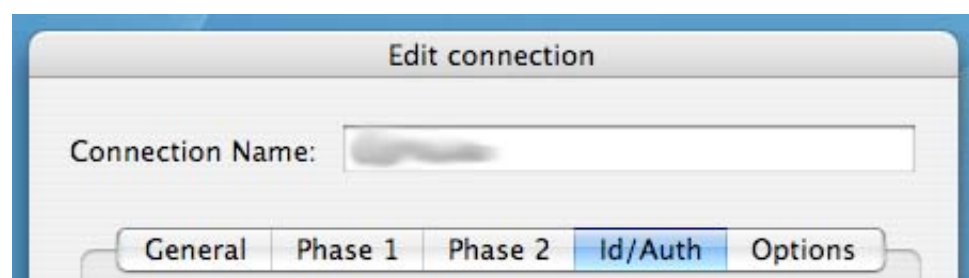 Edit connection
Connection Name:
General Phase 1 Phase 2 Id/Auth Options